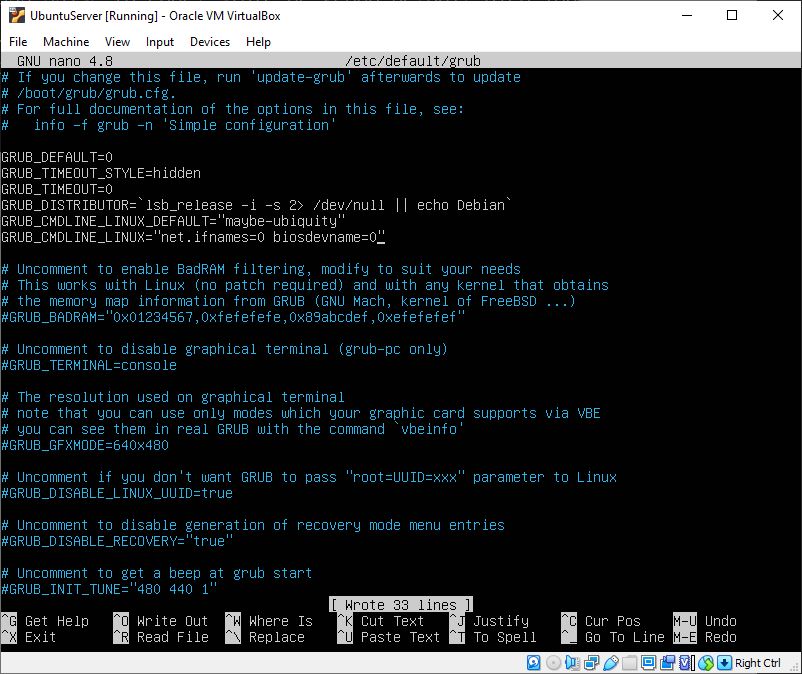 UbuntuServer [Running] - Oracle VM VirtualBox
File Machine View Input Devices Help
GNU nano 4.8 /etc/default/grub
# If you change this file, run 'update-grub' afterwards to update
# /boot/grub/grub.cfg.
# For full documentation of the options in this file, see:
#   info -f grub -n 'Simple configuration'
GRUB_DEFAULT=0
GRUB_TIMEOUT_STYLE=hidden
GRUB_TIMEOUT=0
GRUB_DISTRIBUTOR=`lsb_release -i -s 2> /dev/null || echo Debian`
GRUB_CMDLINE_LINUX_DEFAULT="maybe-ubiquity"
GRUB_CMDLINE_LINUX="net.ifnames=0 biosdevname=0"
# Uncomment to enable BadRAM filtering, modify to suit your needs
# This works with Linux (no patch required) and with any kernel that obtains
# the memory map information from GRUB (GNU Mach, kernel of FreeBSD ...)
#GRUB_BADRAM="0x01234567,0xfefefefe,0x89abcdef,0xefefefef"
# Uncomment to disable graphical terminal (grub-pc only)
#GRUB_TERMINAL=console
# The resolution used on graphical terminal
# note that you can use only modes which your graphic card supports via VBE
# you can see them in real GRUB with the command `vbeinfo'
#GRUB_GFXMODE=640x480
# Uncomment if you don't want GRUB to pass "root=UUID=xxx" parameter to Linux
#GRUB_DISABLE_LINUX_UUID=true
# Uncomment to disable generation of recovery mode menu entries
#GRUB_DISABLE_RECOVERY="true"
# Uncomment to get a beep at grub start
#GRUB_INIT_TUNE="480 440 1"
[ Wrote 33 lines ]
^G Get Help ^O Write Out ^W Where Is ^K Cut Text ^J Justify ^C Cur Pos M-U Undo
^X Exit ^R Read File ^\ Replace ^U Paste Text ^T To Spell ^_ Go To Line M-E Redo
Right Ctrl